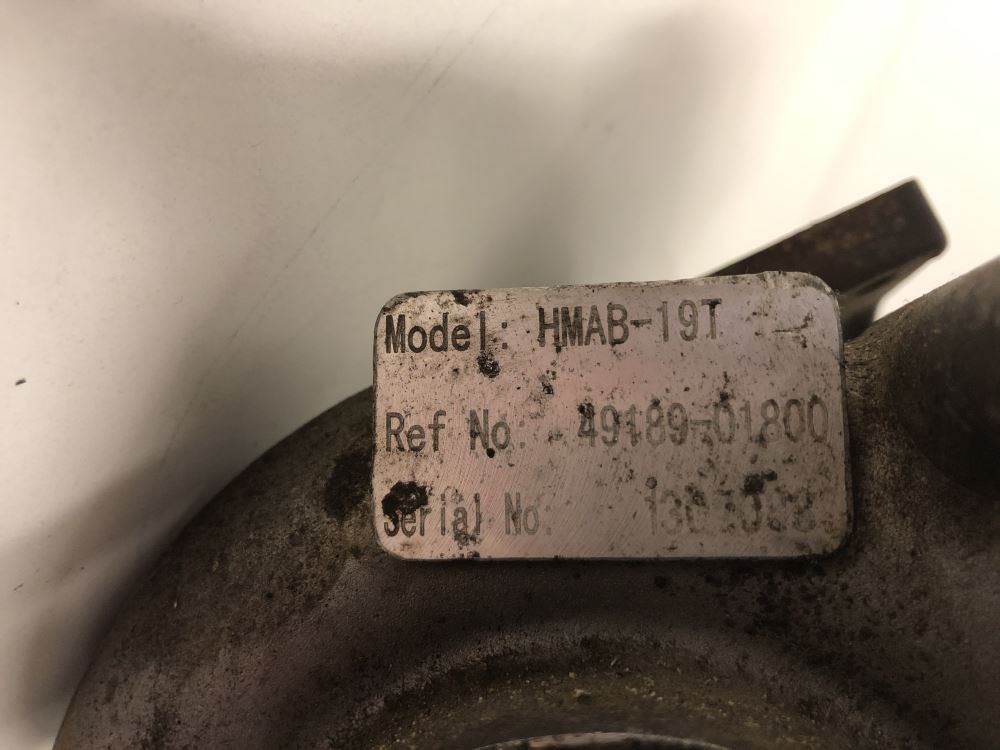 Model: HMAB-19T
Ref No: 49189-01800
Serial No: